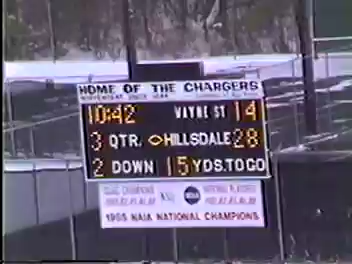 HOME OF THE CHARGERS
10:42 WAYNE ST 14
3 QTR. HILLSDALE 28
2 DOWN 15 YDS.TO GO
1985 NAIA NATIONAL CHAMPIONS